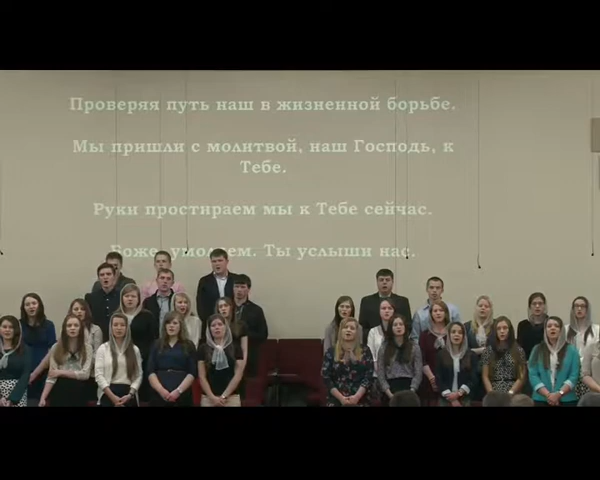 Проверяя путь наш в жизненной борьбе.
Мы пришли с молитвой, наш Господь, к
Тебе.
Руки простираем мы к Тебе сейчас.
Боже, умоляем, Ты услыши нас.